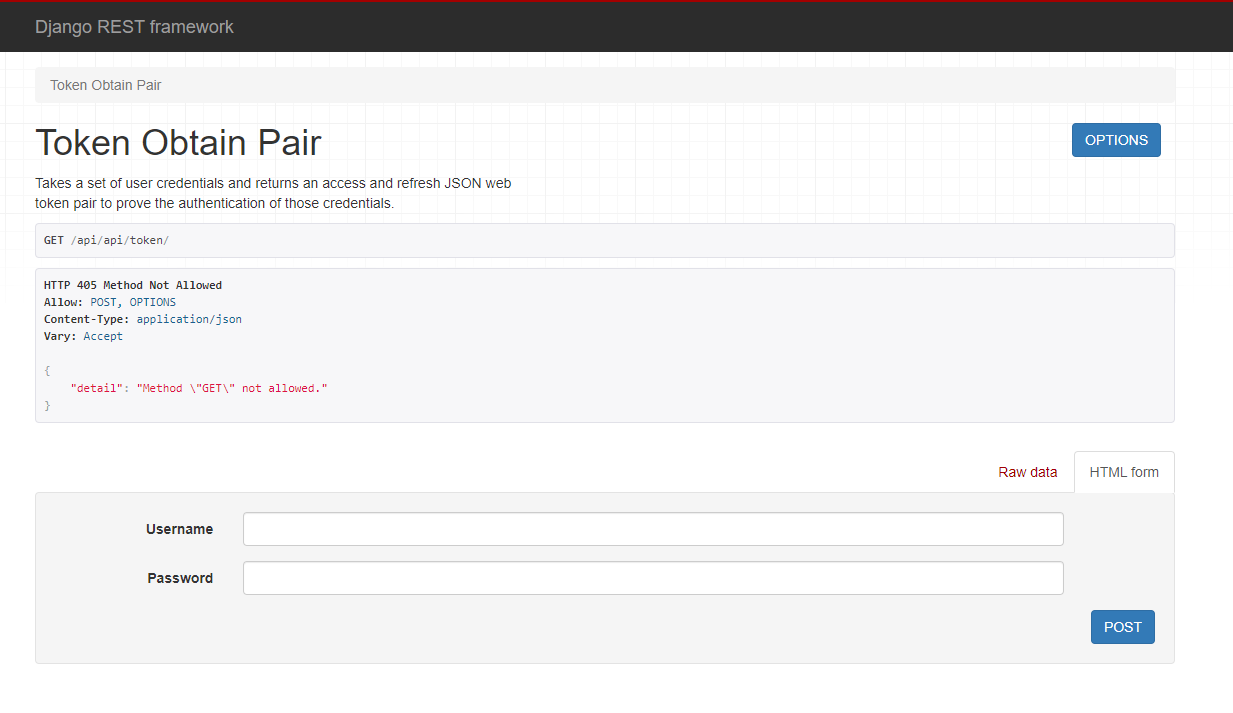 Django REST framework
Token Obtain Pair
Token Obtain Pair
OPTIONS
Takes a set of user credentials and returns an access and refresh JSON web
token pair to prove the authentication of those credentials.
GET /api/api/token/
HTTP 405 Method Not Allowed
Allow: POST, OPTIONS
Content-Type: application/json
Vary: Accept
{
    "detail": "Method \"GET\" not allowed."
}
Raw data
HTML form
Username
Password
POST